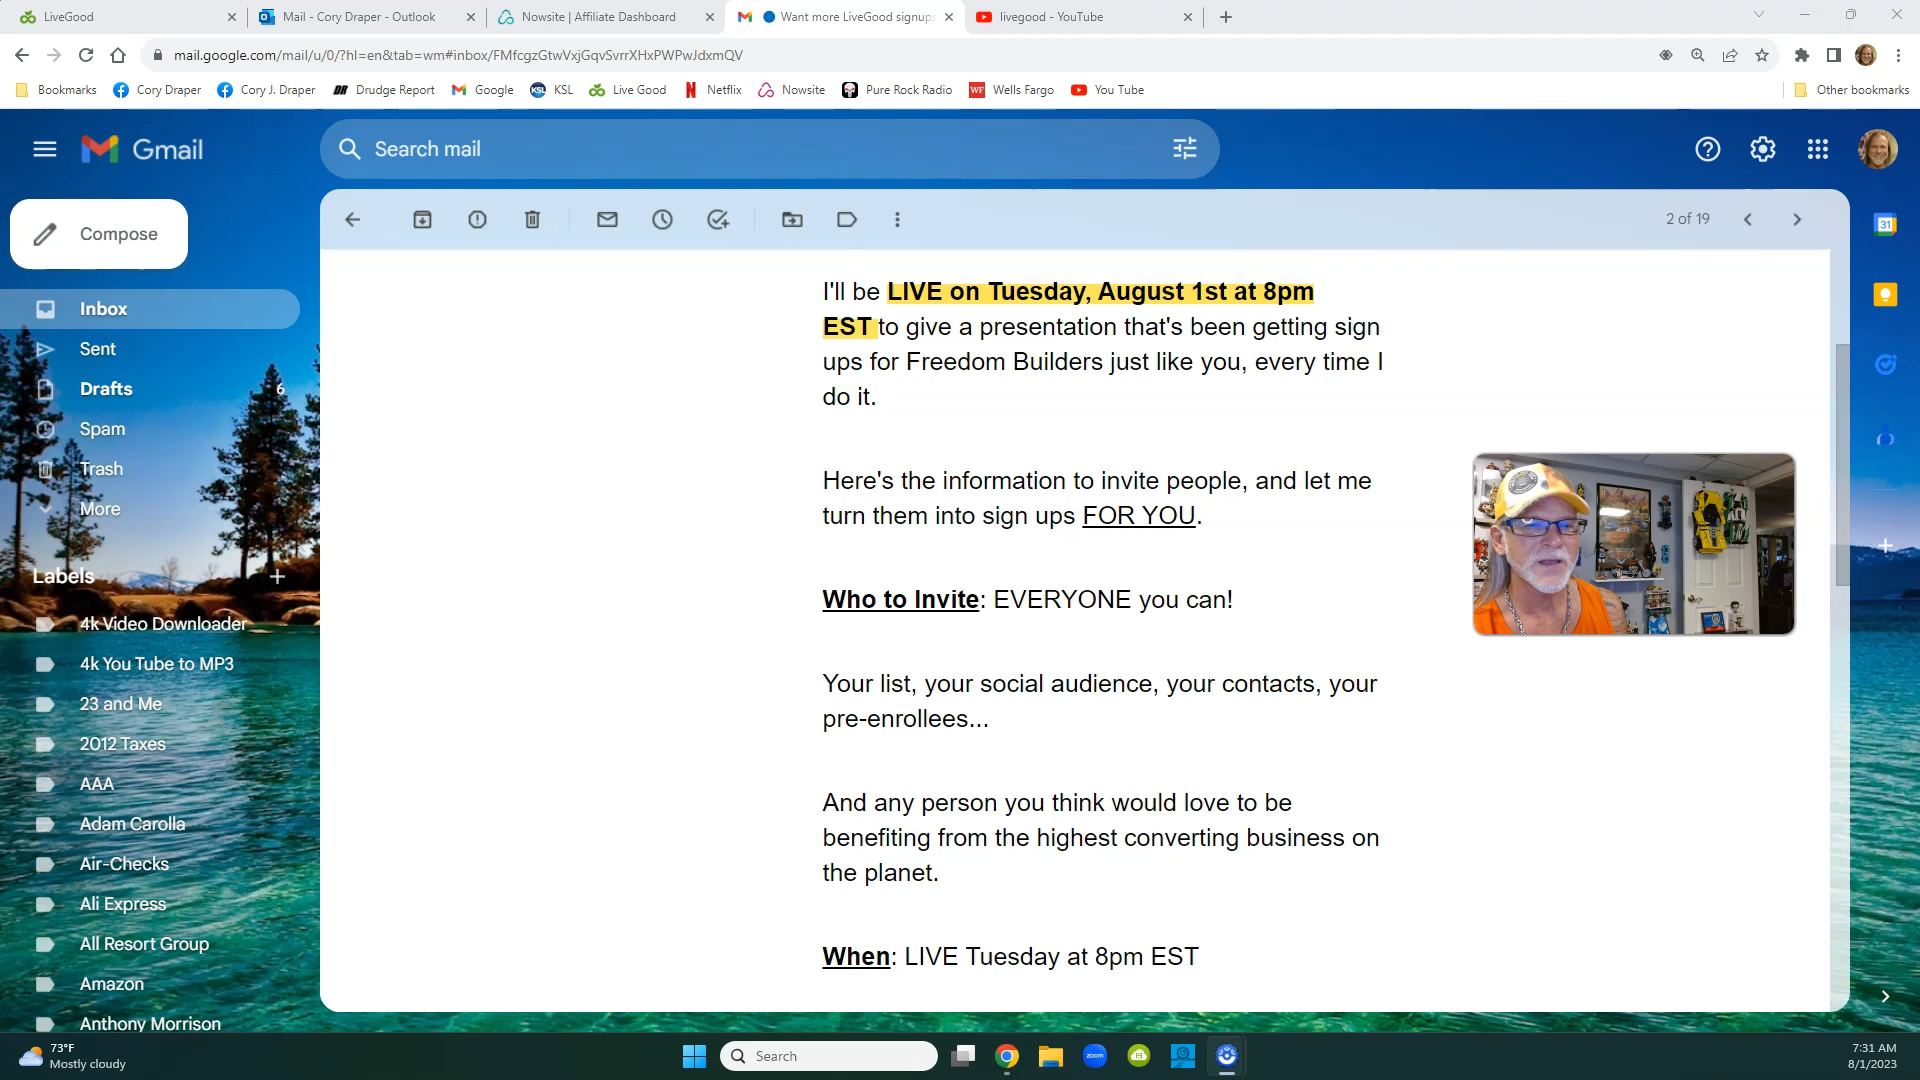 LiveGood
Mail - Cory Draper - Outlook
Nowsite | Affiliate Dashboard
Want more LiveGood signups
livegood - YouTube
mail.google.com/mail/u/0/?hl=en&tab=wm#inbox/FMfcgzGtwVxjGqvSvrrXHxPWPwJdxmQV
Bookmarks
Cory Draper
Cory J. Draper
Drudge Report
Google
KSL
Live Good
Netflix
Nowsite
Pure Rock Radio
Wells Fargo
You Tube
Other bookmarks
Gmail
Search mail
Compose
2 of 19
Inbox
Sent
Drafts
6
Spam
Trash
More
Labels
4k Video Downloader
4k You Tube to MP3
23 and Me
2012 Taxes
AAA
Adam Carolla
Air-Checks
Ali Express
All Resort Group
Amazon
Anthony Morrison
I'll be LIVE on Tuesday, August 1st at 8pm
EST to give a presentation that's been getting sign
ups for Freedom Builders just like you, every time I
do it.
Here's the information to invite people, and let me
turn them into sign ups FOR YOU.
Who to Invite: EVERYONE you can!
Your list, your social audience, your contacts, your
pre-enrollees...
And any person you think would love to be
benefiting from the highest converting business on
the planet.
When: LIVE Tuesday at 8pm EST
31
73°F
Mostly cloudy
Search
zoom
7:31 AM
8/1/2023